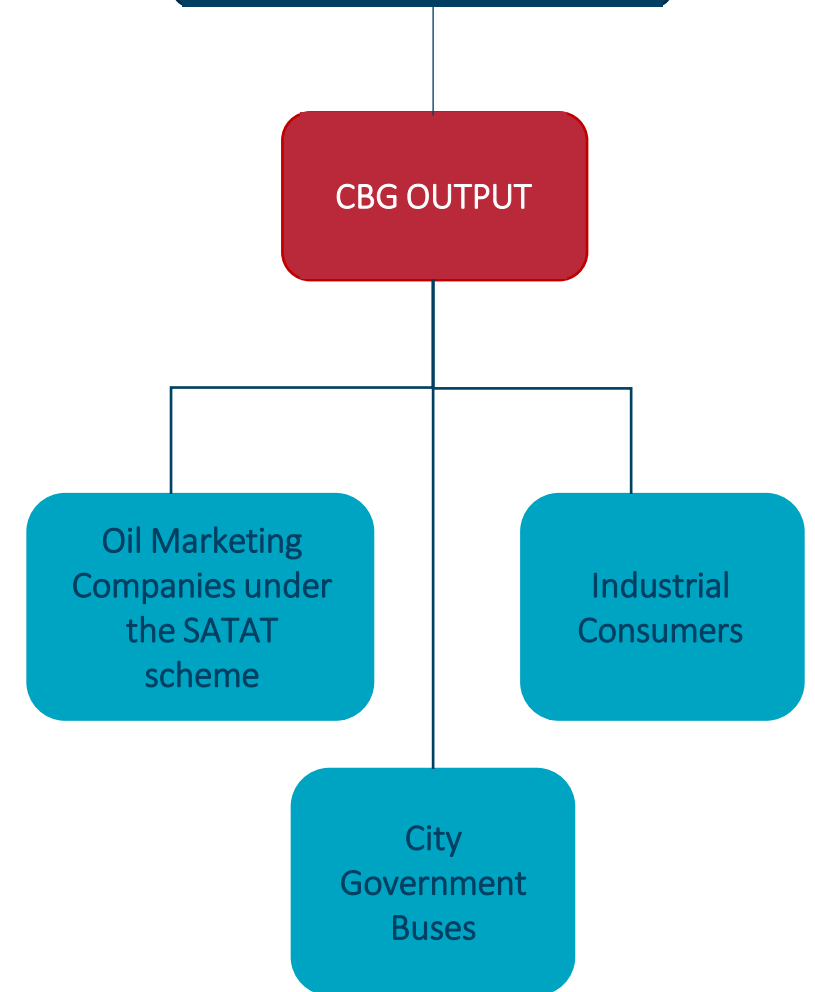 CBG OUTPUT
Oil Marketing
Companies under
the SATAT
scheme
Industrial
Consumers
City
Government
Buses